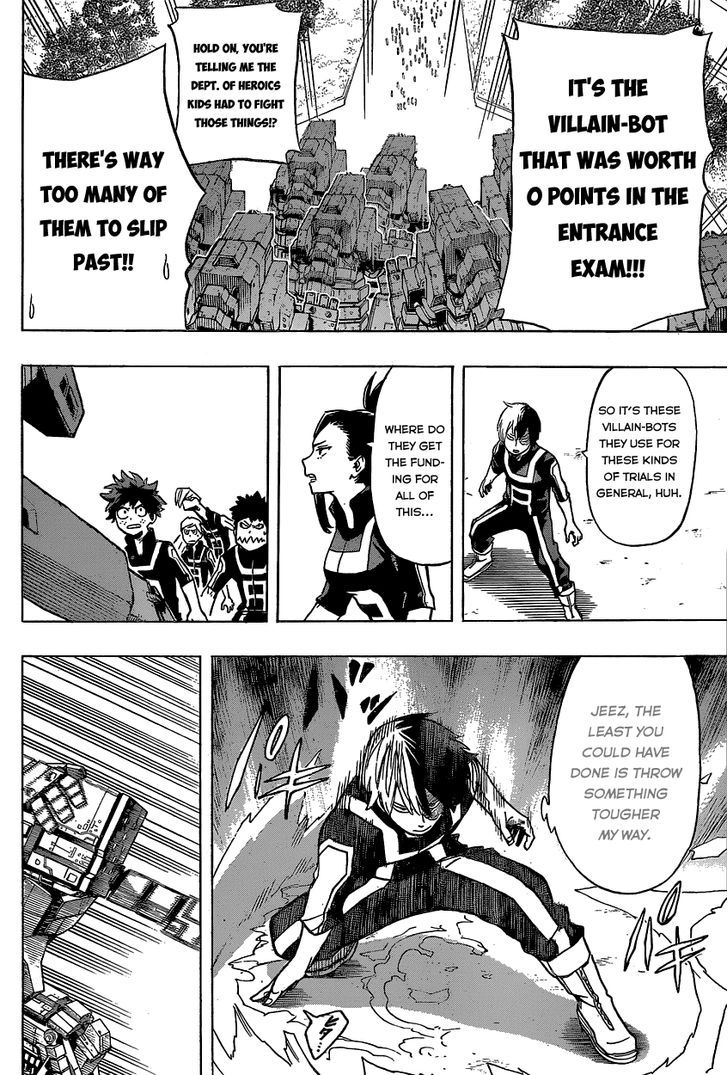 IT'S THE
VILLAIN-BOT
THAT WAS WORTH
0 POINTS IN THE
ENTRANCE
EXAM!!!
HOLD ON, YOU'RE
TELLING ME THE
DEPT. OF HEROICS
KIDS HAD TO FIGHT
THOSE THINGS!?
THERE'S WAY
TOO MANY OF
THEM TO SLIP
PAST!!
SO IT'S THESE
VILLAIN-BOTS
THEY USE FOR
THESE KINDS
OF TRIALS IN
GENERAL, HUH.
WHERE DO
THEY GET
THE FUND-
ING FOR
ALL OF
THIS...
JEEZ, THE
LEAST YOU
COULD HAVE
DONE IS THROW
SOMETHING
TOUGHER
MY WAY.